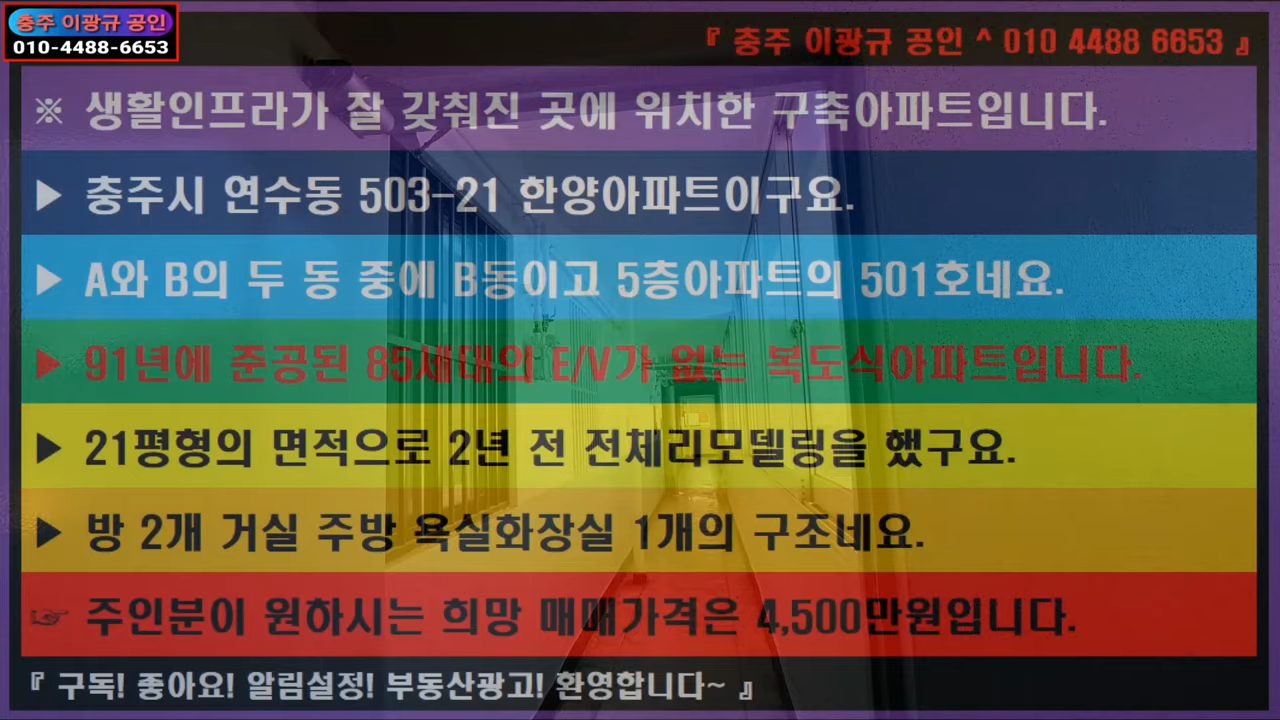 충주 이광규 공인
010-4488-6653
『 충주 이광규 공인 ^ 010 4488 6653 』
※ 생활인프라가 잘 갖춰진 곳에 위치한 구축아파트입니다.
▶ 충주시 연수동 503-21 한양아파트이구요.
▶ A와 B의 두 동 중에 B동이고 5층아파트의 501호네요.
▶ 91년에 준공된 85세대의 E/V가 없는 복도식아파트입니다.
▶ 21평형의 면적으로 2년 전 전체리모델링을 했구요.
▶ 방 2개 거실 주방 욕실화장실 1개의 구조네요.
☞ 주인분이 원하시는 희망 매매가격은 4,500만원입니다.
『 구독! 좋아요! 알림설정! 부동산광고! 환영합니다~ 』